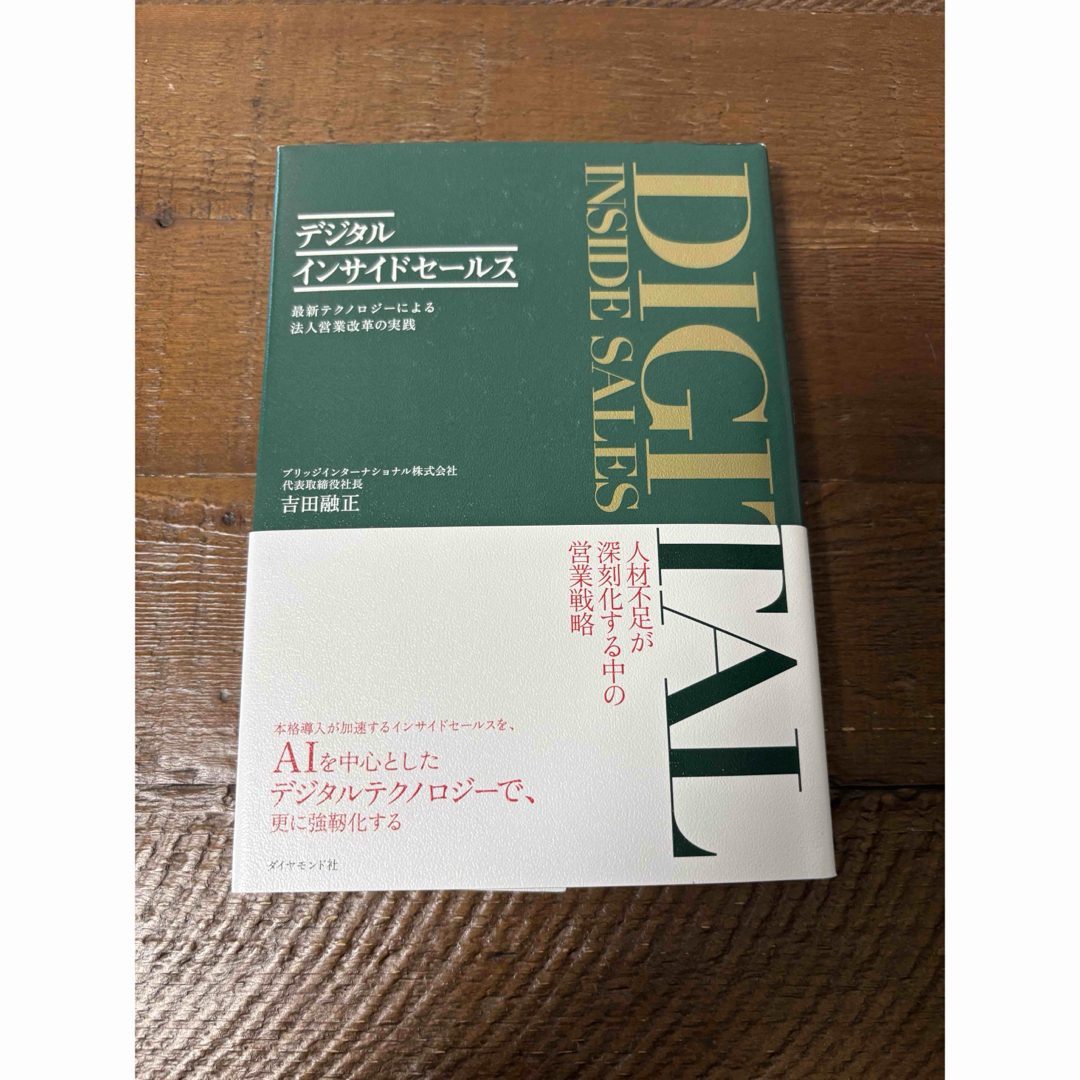 デジタル
インサイドセールス
最新テクノロジーによる
法人営業改革の実践
DIGITAL
INSIDE SALES
ブリッジインターナショナル株式会社
代表取締役社長
吉田融正
人材不足が
深刻化する中の
営業戦略
本格導入が加速するインサイドセールスを、
AIを中心とした
デジタルテクノロジーで、
更に強靭化する
ダイヤモンド社